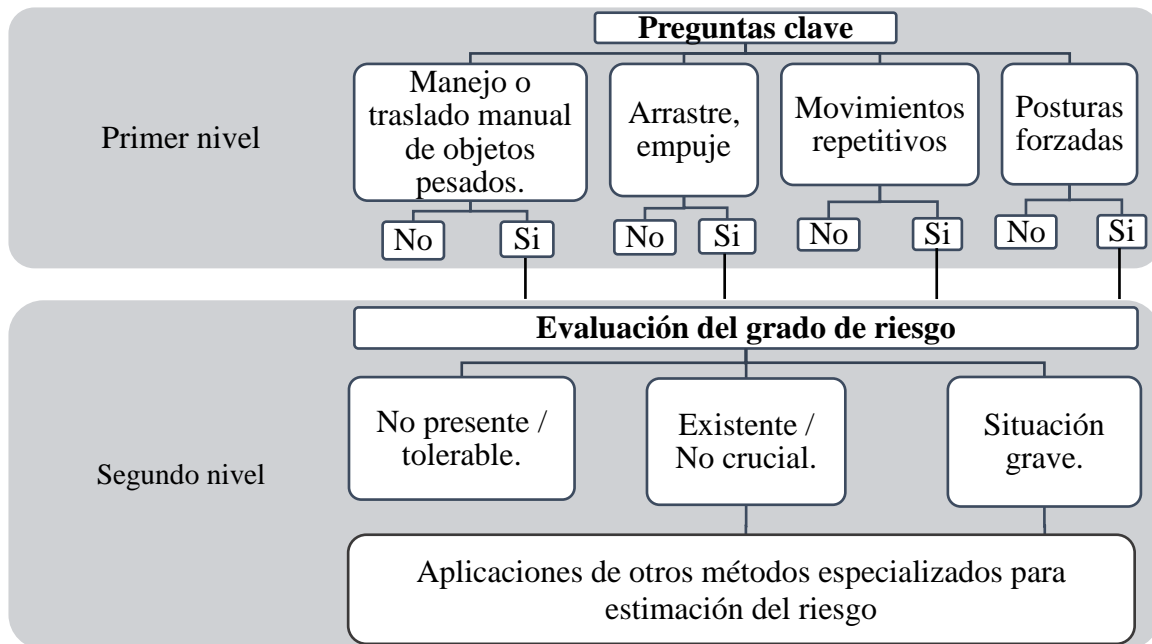 Preguntas clave
Primer nivel
Manejo o
traslado manual
de objetos
pesados.
Arrastre,
empuje
Movimientos
repetitivos
Posturas
forzadas
No
Si
No
Si
No
Si
No
Si
Segundo nivel
Evaluación del grado de riesgo
No presente /
tolerable.
Existente /
No crucial.
Situación
grave.
Aplicaciones de otros métodos especializados para
estimación del riesgo